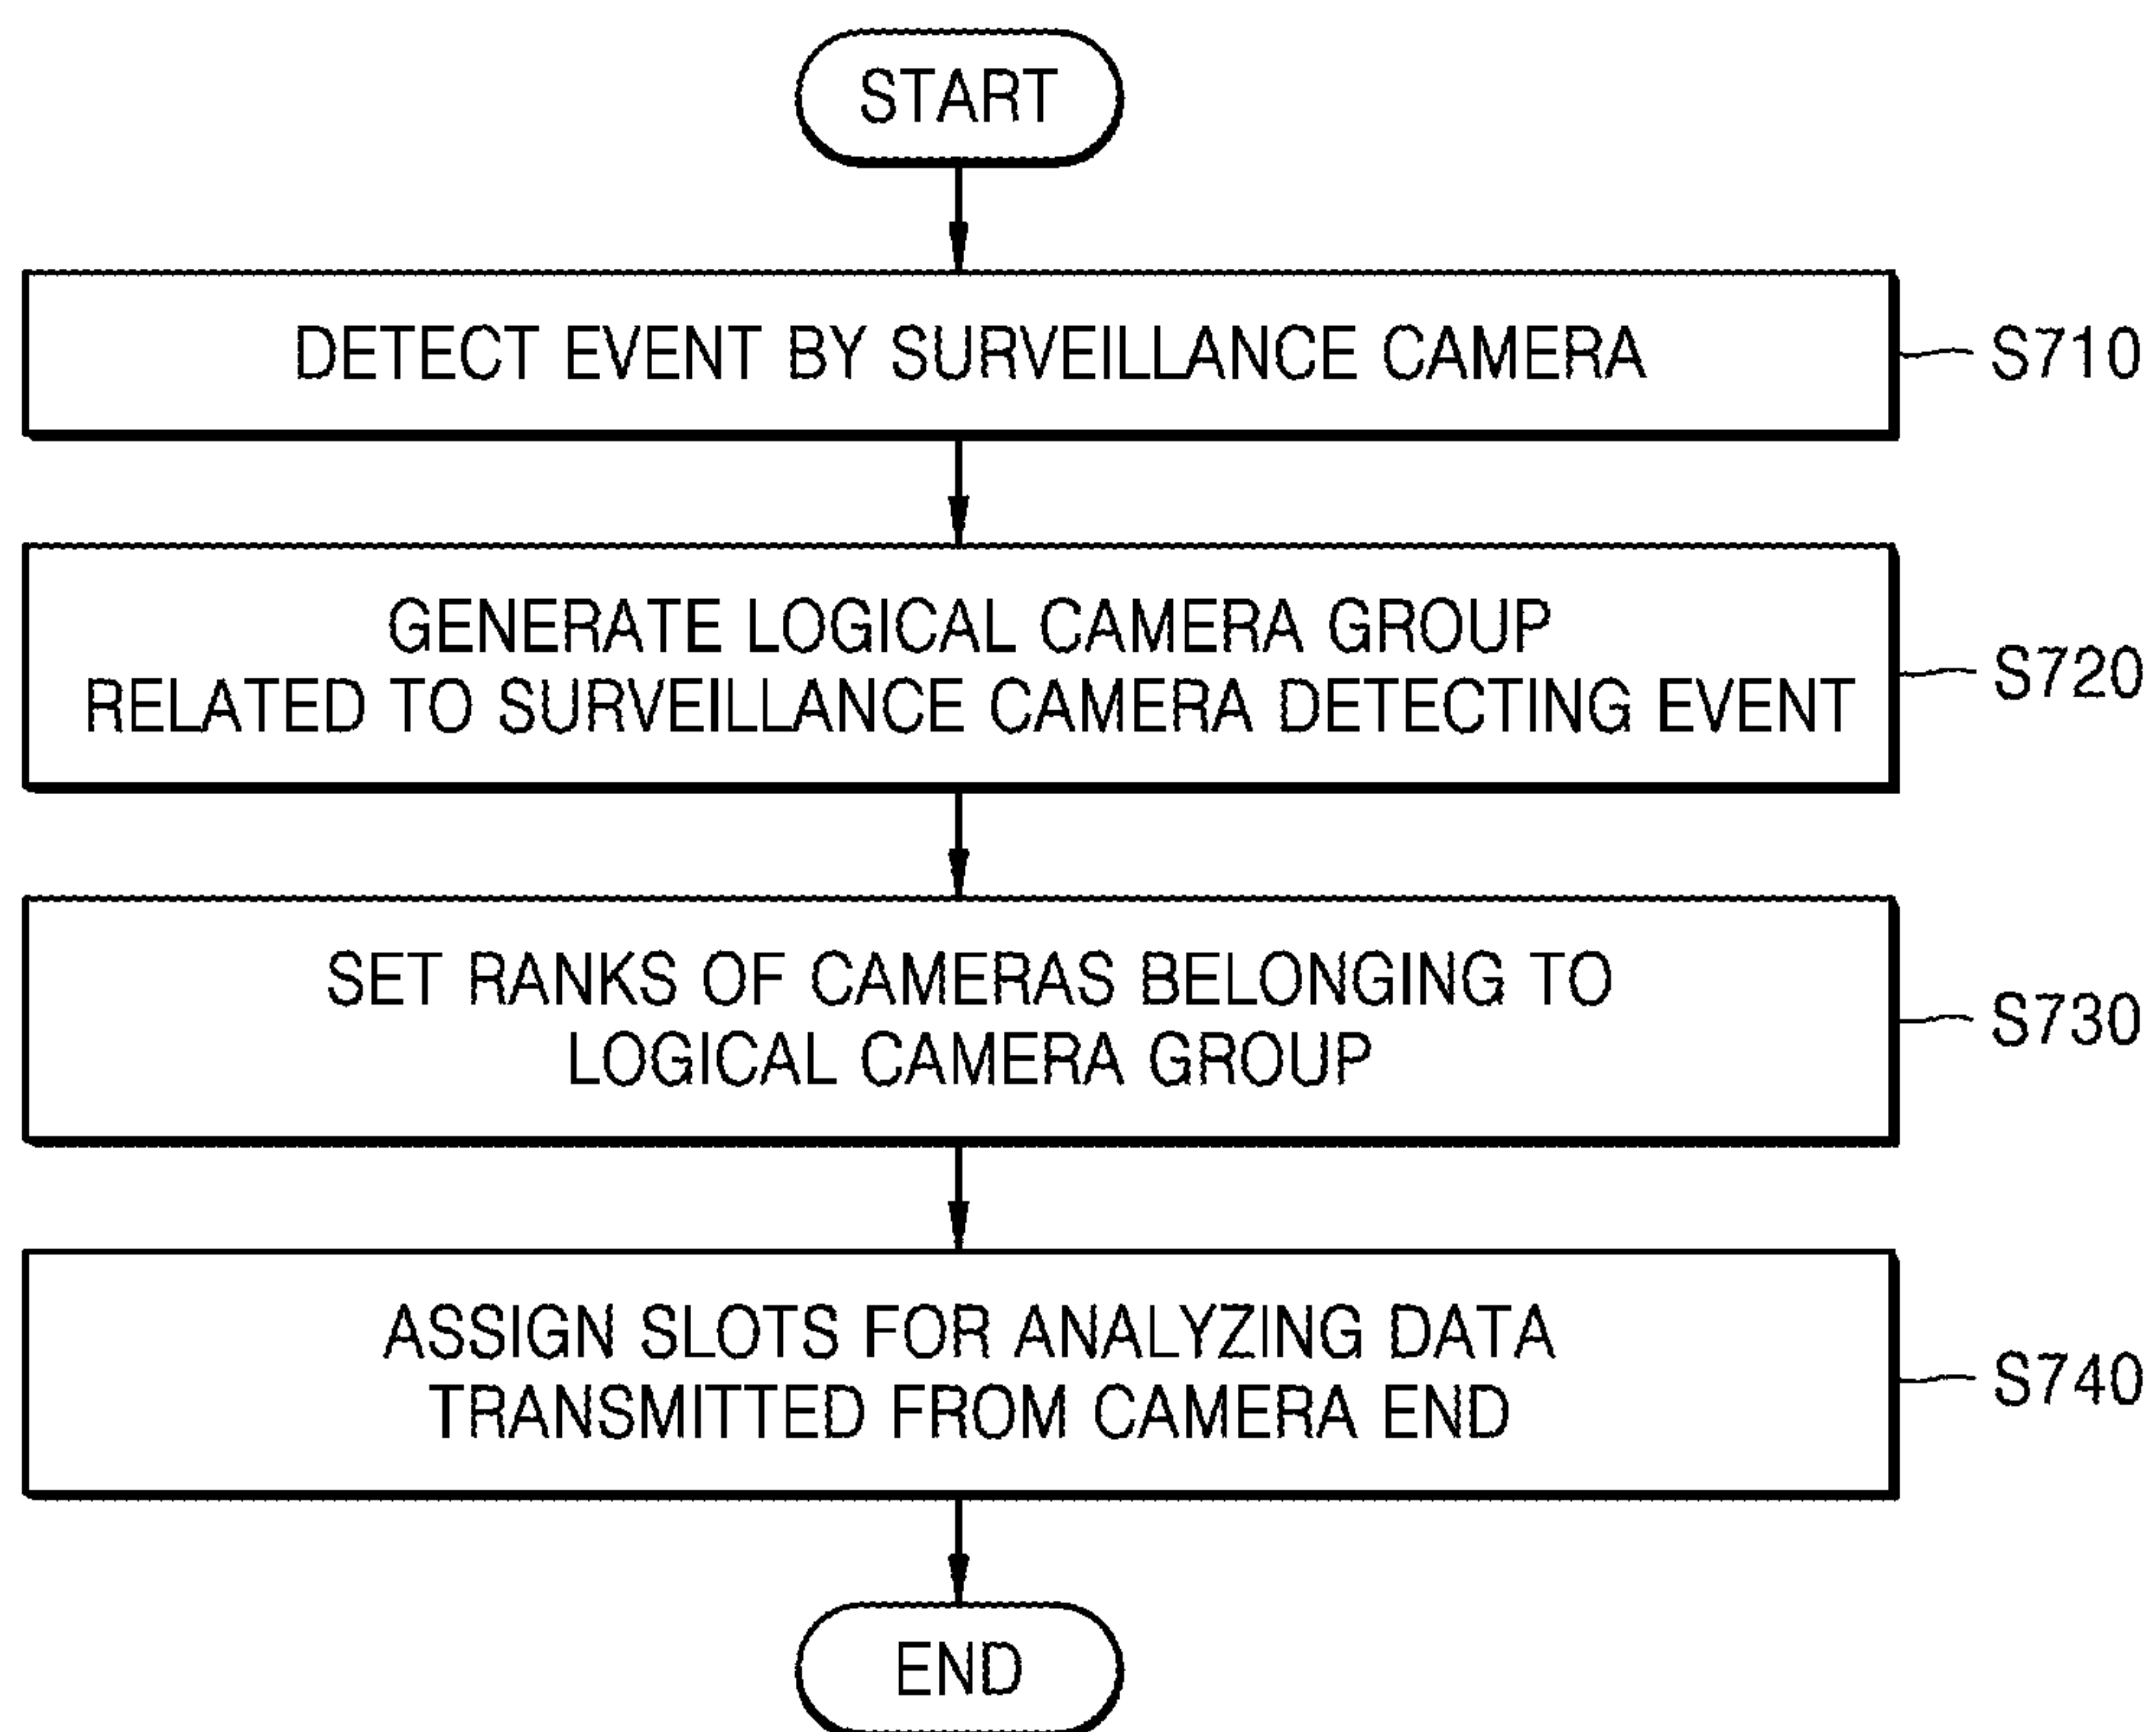 START
DETECT EVENT BY SURVEILLANCE CAMERA
S710
GENERATE LOGICAL CAMERA GROUP
RELATED TO SURVEILLANCE CAMERA DETECTING EVENT
S720
SET RANKS OF CAMERAS BELONGING TO
LOGICAL CAMERA GROUP
S730
ASSIGN SLOTS FOR ANALYZING DATA
TRANSMITTED FROM CAMERA END
S740
END